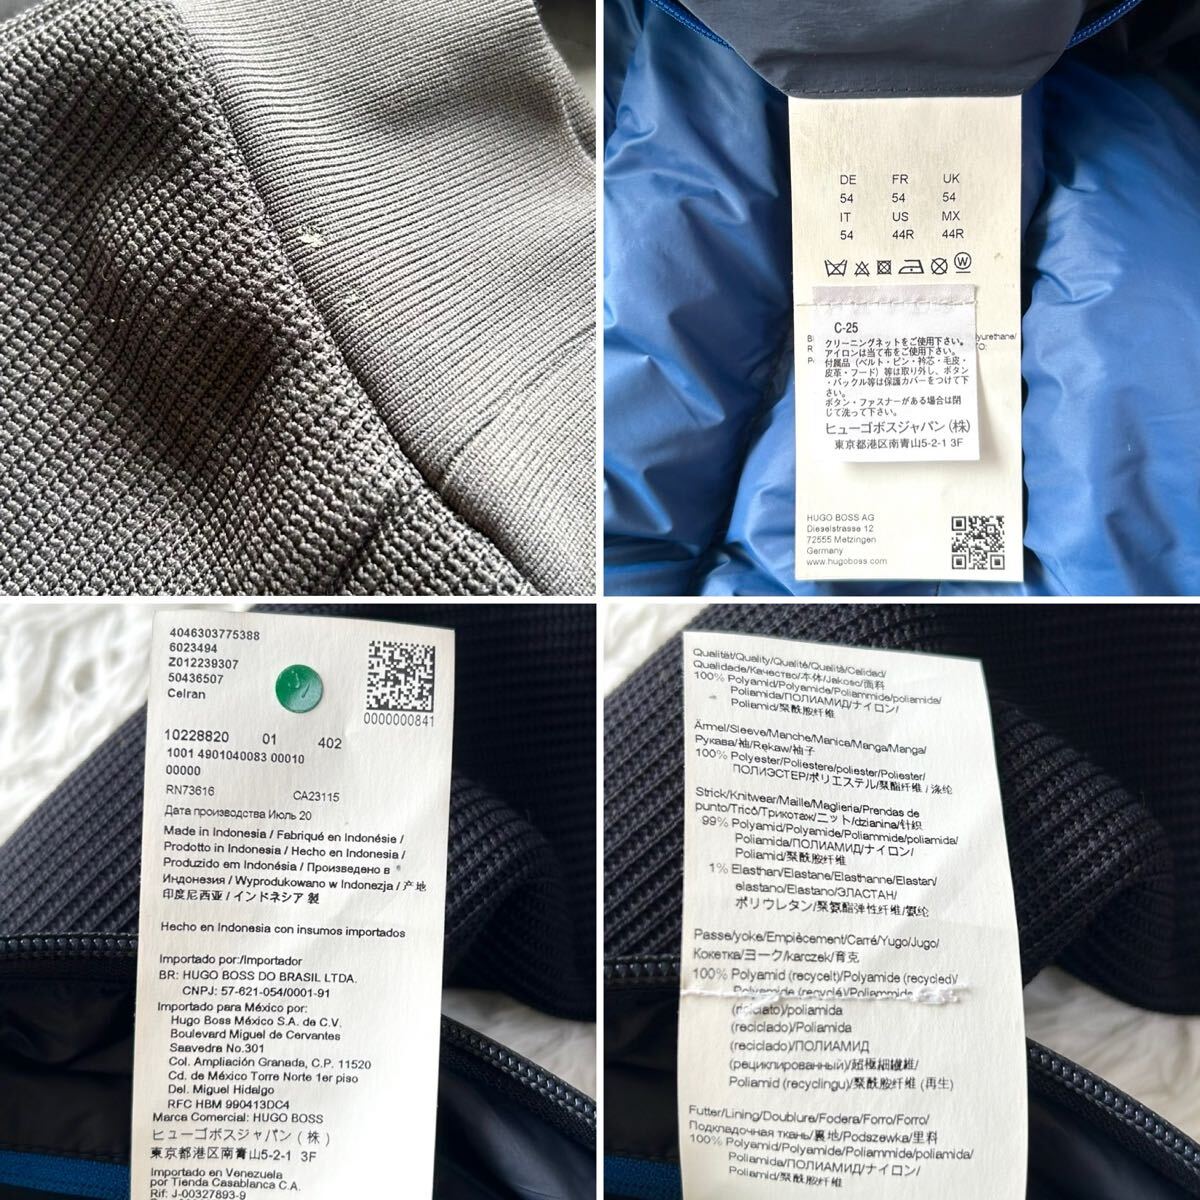 DE FR UK
54 54 54
IT US MX
54 44R 44R
C-25
クリーニングネットをご使用下さい。
アイロンは当て布をご使用下さい。
付属品(ベルト・ピン・衿芯・毛皮・
皮革・フード)等は取り外し、ボタン
・バックル等は保護カバーをつけて下
さい。
ボタン・ファスナーがある場合は閉
じて洗って下さい。
ヒューゴボスジャパン(株)
東京都港区南青山5-2-1 3F
HUGO BOSS AG
Dieselstrasse 12
72555 Metzingen
Germany
www.hugoboss.com
4046303775388
6023494
Z012239307
50436507
Celran
0000000841
10228820 01 402
1001 4901040083 00010
00000
RN73616 CA23115
Дата производства Июль 20
Made in Indonesia / Fabriqué en Indonésie /
Prodotto in Indonesia / Hecho en Indonesia /
Produzido em Indonésia / Произведено в
Индонезия / Wyprodukowano w Indonezja / 产地
印度尼西亚 / インドネシア 製
Hecho en Indonesia con insumos importados
Importado por:/Importador
BR: HUGO BOSS DO BRASIL LTDA.
CNPJ: 57-621-054/0001-91
Importado para México por:
Hugo Boss México S.A. de C.V.
Boulevard Miguel de Cervantes
Saavedra No.301
Col. Ampliación Granada, C.P. 11520
Cd. de México Torre Norte 1er piso
Del. Miguel Hidalgo
RFC HBM 990413DC4
Marca Comercial: HUGO BOSS
ヒューゴボスジャパン(株)
東京都港区南青山5-2-1 3F
Importado en Venezuela
por Tienda Casablanca C.A.
Rif: J-00327893-9
Qualität/Quality/Qualité/Qualità/Calidad/
Qualidade/Качество/本体/Jakosc/面料
100% Polyamid/Polyamide/Poliammide/poliamida/
Poliamida/ПОЛИАМИД/ナイロン/
Poliamid/聚酰胺纤维
Ärmel/Sleeve/Manche/Manica/Manga/Manga/
Рукава/袖/Rękaw/袖子
100% Polyester/Poliestere/poliester/Poliester/
ПОЛИЭСТЕР/ポリエステル/聚酯纤维 / 涤纶
Strick/Knitwear/Maille/Maglieria/Prendas de
punto/Tricô/Трикотаж/ニット/dzianina/针织
99% Polyamid/Polyamide/Poliammide/poliamida/
Poliamida/ПОЛИАМИД/ナイロン/
Poliamid/聚酰胺纤维
1% Elasthan/Elastane/Elasthanne/Elastan/
elastano/Elastano/ЭЛАСТАН/
ポリウレタン/聚氨酯弹性纤维/氨纶
Passe/yoke/Empiècement/Carré/Yugo/Jugo/
Кокетка/ヨーク/karczek/育克
100% Polyamid (recycelt)/Polyamide (recycled)/
Polyamide (recyclé)/Poliammide
(riciclato)/poliamida
(reciclado)/Poliamida
(reciclado)/ПОЛИАМИД
(рециклированный)/超極細繊維/
Poliamid (recyclingu)/聚酰胺纤维 (再生)
Futter/Lining/Doublure/Fodera/Forro/Forro/
Подкладочная ткань/裏地/Podszewka/里料
100% Polyamid/Polyamide/Poliammide/poliamida/
Poliamida/ПОЛИАМИД/ナイロン/
Poliamid/聚酰胺纤维